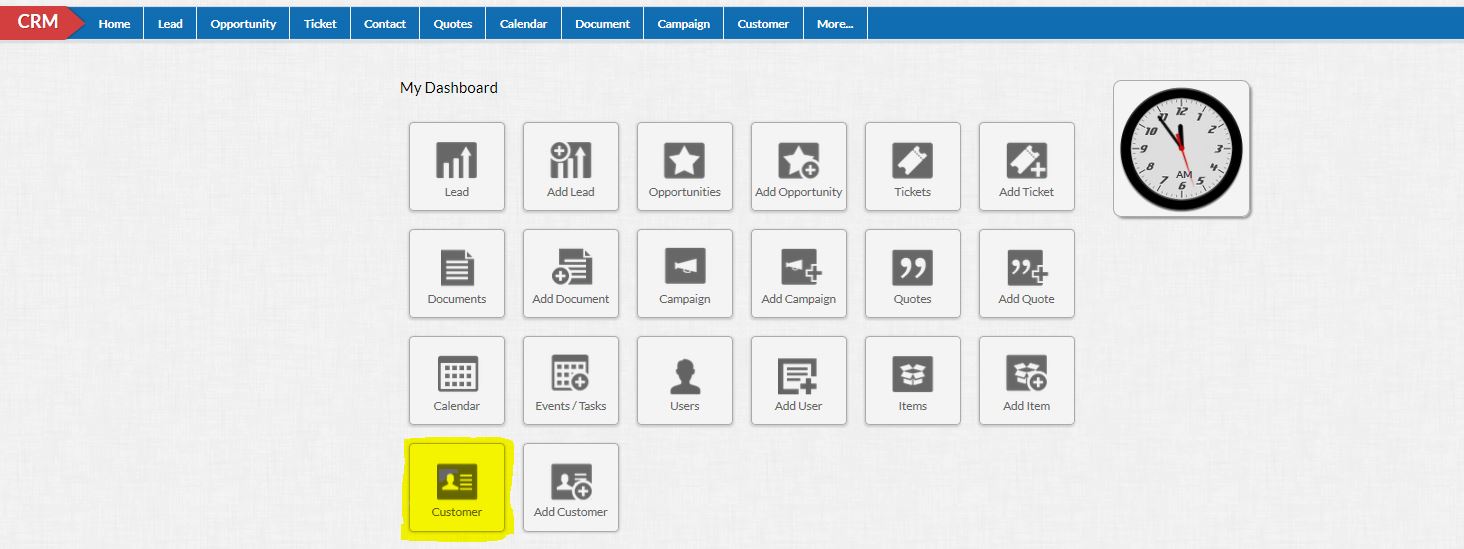 CRM Home Lead Opportunity Ticket Contact Quotes Calendar Document Campaign Customer More...
My Dashboard
Lead Add Lead Opportunities Add Opportunity Tickets Add Ticket
Documents Add Document Campaign Add Campaign Quotes Add Quote
Calendar Events / Tasks Users Add User Items Add Item
Customer Add Customer
12
11 1
10 2
9 3
8 4
AM
7 5
6